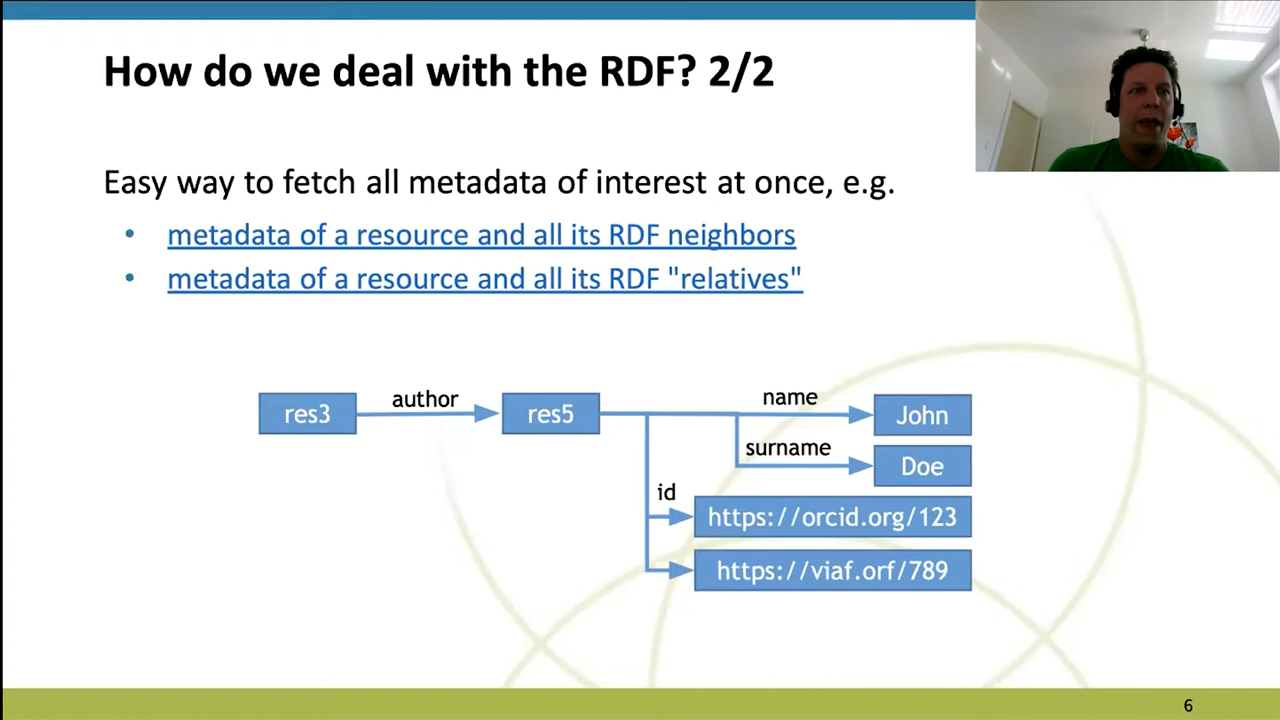 How do we deal with the RDF? 2/2
Easy way to fetch all metadata of interest at once, e.g.
• metadata of a resource and all its RDF neighbors
• metadata of a resource and all its RDF "relatives"
res3
author
res5
name
John
surname
Doe
id
https://orcid.org/123
https://viaf.orf/789
6